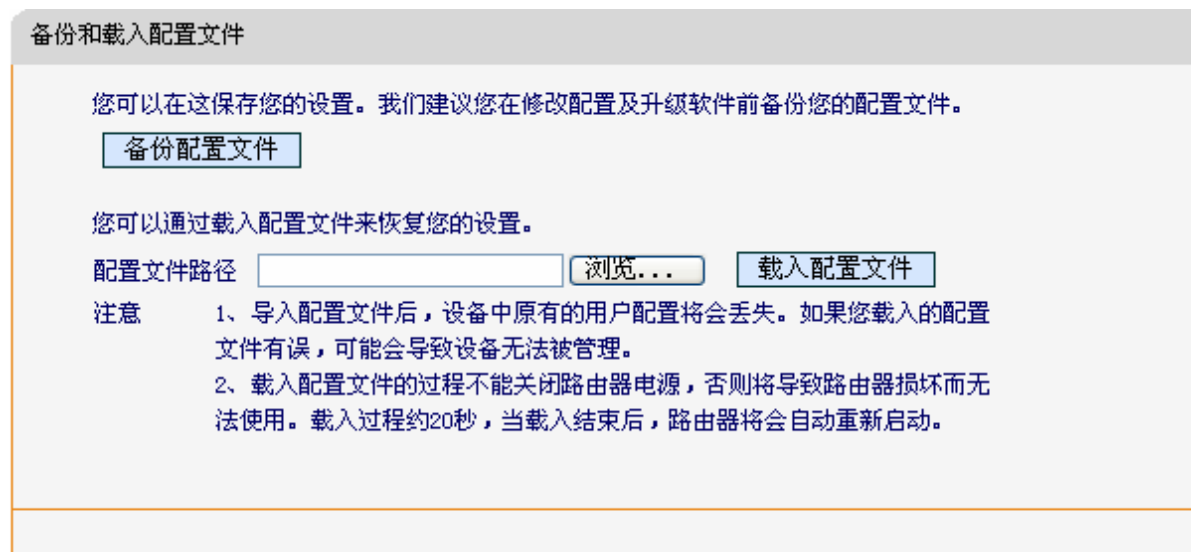 备份和载入配置文件
您可以在这保存您的设置。我们建议您在修改配置及升级软件前备份您的配置文件。
备份配置文件
您可以通过载入配置文件来恢复您的设置。
配置文件路径 浏览... 载入配置文件
注意 1、导入配置文件后，设备中原有的用户配置将会丢失。如果您载入的配置
文件有误，可能会导致设备无法被管理。
2、载入配置文件的过程不能关闭路由器电源，否则将导致路由器损坏而无
法使用。载入过程约20秒，当载入结束后，路由器将会自动重新启动。